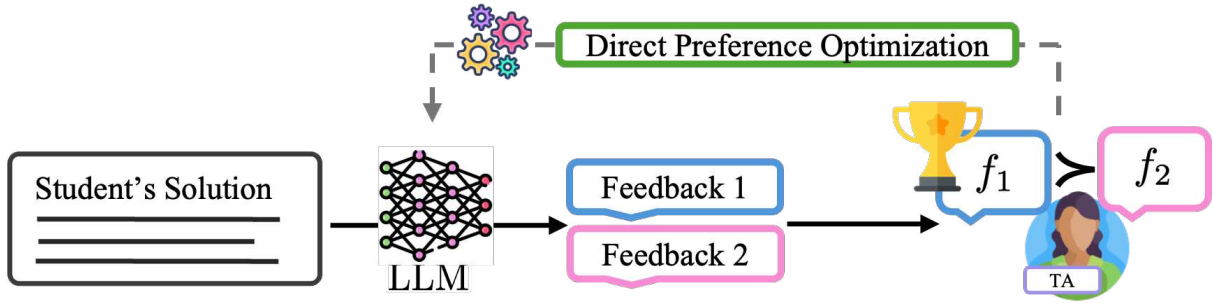 Direct Preference Optimization
Student’s Solution
LLM
Feedback 1
Feedback 2
f₁ ≻ f₂
TA